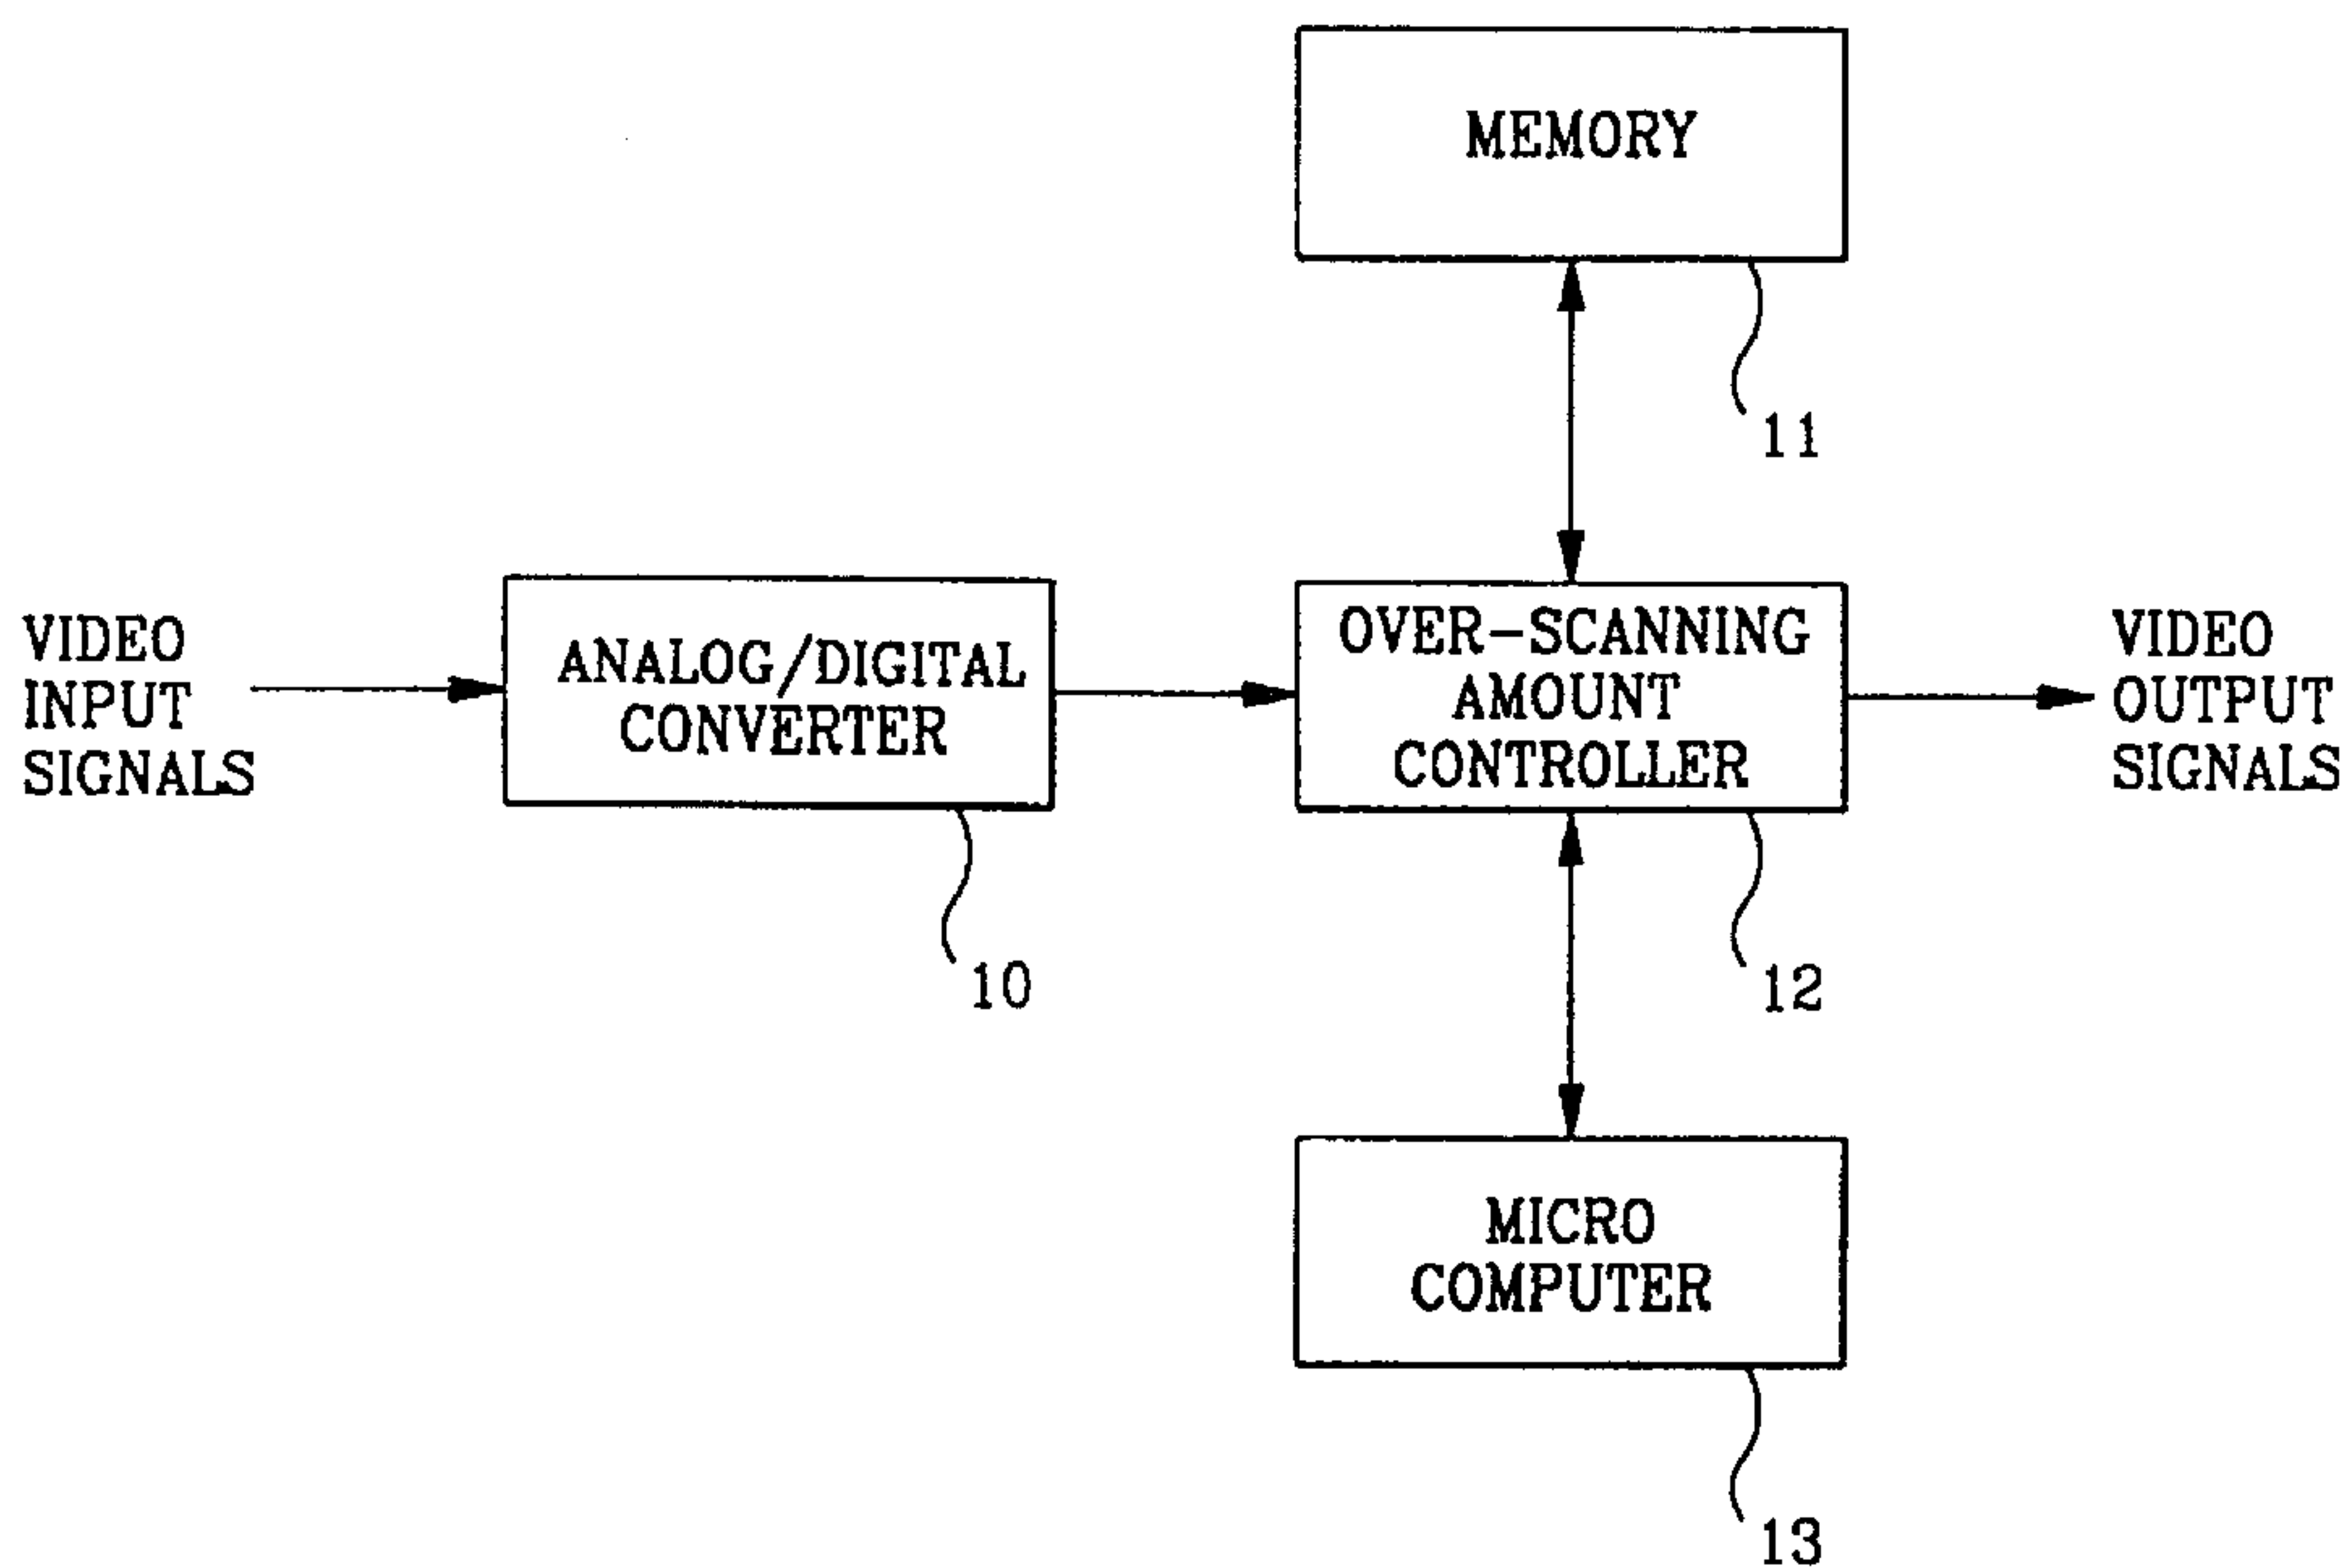 MEMORY
11
VIDEO
INPUT
SIGNALS
ANALOG/DIGITAL
CONVERTER
10
OVER-SCANNING
AMOUNT
CONTROLLER
12
VIDEO
OUTPUT
SIGNALS
MICRO
COMPUTER
13